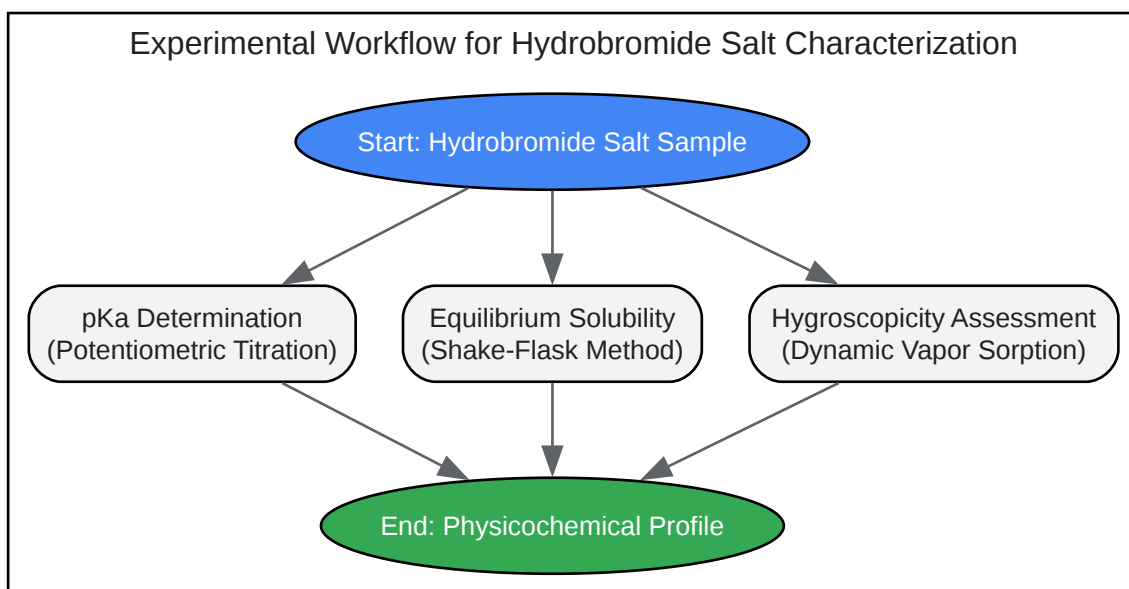 Experimental Workflow for Hydrobromide Salt Characterization
Start: Hydrobromide Salt Sample
pKa Determination
(Potentiometric Titration)
Equilibrium Solubility
(Shake-Flask Method)
Hygroscopicity Assessment
(Dynamic Vapor Sorption)
End: Physicochemical Profile